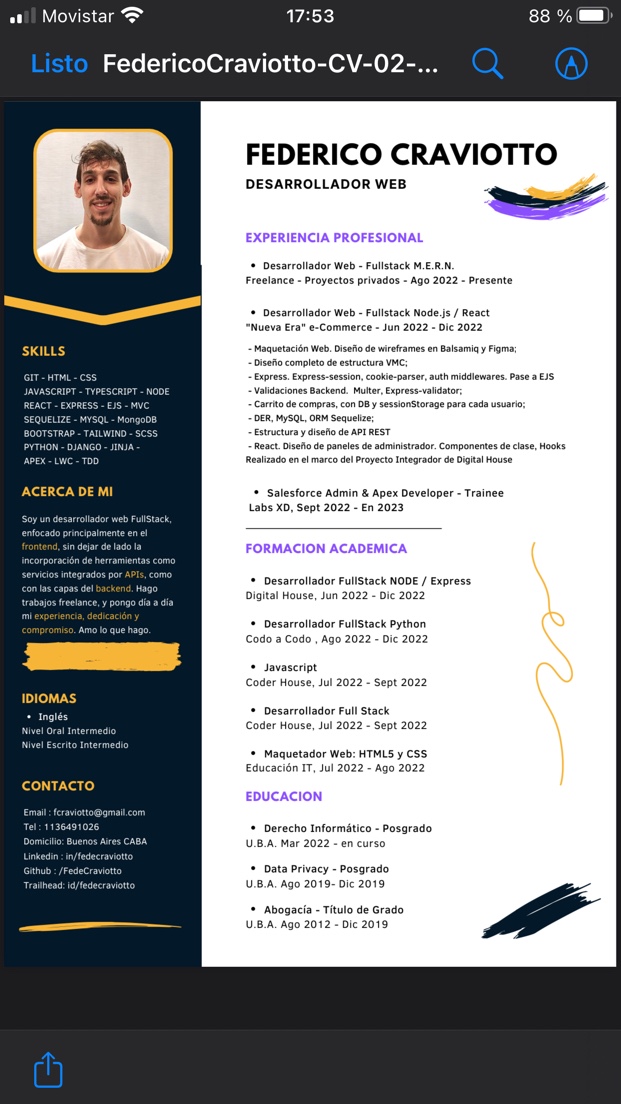 Movistar 17:53 88 %
Listo FedericoCraviotto-CV-02-...
FEDERICO CRAVIOTTO
DESARROLLADOR WEB
EXPERIENCIA PROFESIONAL
• Desarrollador Web - Fullstack M.E.R.N.
Freelance - Proyectos privados - Ago 2022 - Presente
• Desarrollador Web - Fullstack Node.js / React
"Nueva Era" e-Commerce - Jun 2022 - Dic 2022
- Maquetación Web. Diseño de wireframes en Balsamiq y Figma;
- Diseño completo de estructura VMC;
- Express. Express-session, cookie-parser, auth middlewares. Pase a EJS
- Validaciones Backend. Multer, Express-validator;
- Carrito de compras, con DB y sessionStorage para cada usuario;
- DER, MySQL, ORM Sequelize;
- Estructura y diseño de API REST
- React. Diseño de paneles de administrador. Componentes de clase, Hooks
Realizado en el marco del Proyecto Integrador de Digital House
• Salesforce Admin & Apex Developer - Trainee
Labs XD, Sept 2022 - En 2023
FORMACION ACADEMICA
• Desarrollador FullStack NODE / Express
Digital House, Jun 2022 - Dic 2022
• Desarrollador FullStack Python
Codo a Codo , Ago 2022 - Dic 2022
• Javascript
Coder House, Jul 2022 - Sept 2022
• Desarrollador Full Stack
Coder House, Jul 2022 - Sept 2022
• Maquetador Web: HTML5 y CSS
Educación IT, Jul 2022 - Ago 2022
EDUCACION
• Derecho Informático - Posgrado
U.B.A. Mar 2022 - en curso
• Data Privacy - Posgrado
U.B.A. Ago 2019- Dic 2019
• Abogacía - Título de Grado
U.B.A. Ago 2012 - Dic 2019
SKILLS
GIT - HTML - CSS
JAVASCRIPT - TYPESCRIPT - NODE
REACT - EXPRESS - EJS - MVC
SEQUELIZE - MYSQL - MongoDB
BOOTSTRAP - TAILWIND - SCSS
PYTHON - DJANGO - JINJA -
APEX - LWC - TDD
ACERCA DE MI
Soy un desarrollador web FullStack,
enfocado principalmente en el
frontend, sin dejar de lado la
incorporación de herramientas como
servicios integrados por APIs, como
con las capas del backend. Hago
trabajos freelance, y pongo día a día
mi experiencia, dedicación y
compromiso. Amo lo que hago.
IDIOMAS
• Inglés
Nivel Oral Intermedio
Nivel Escrito Intermedio
CONTACTO
Email : fcraviotto@gmail.com
Tel : 1136491026
Domicilio: Buenos Aires CABA
Linkedin : in/fedecraviotto
Github : /FedeCraviotto
Trailhead: id/fedecraviotto